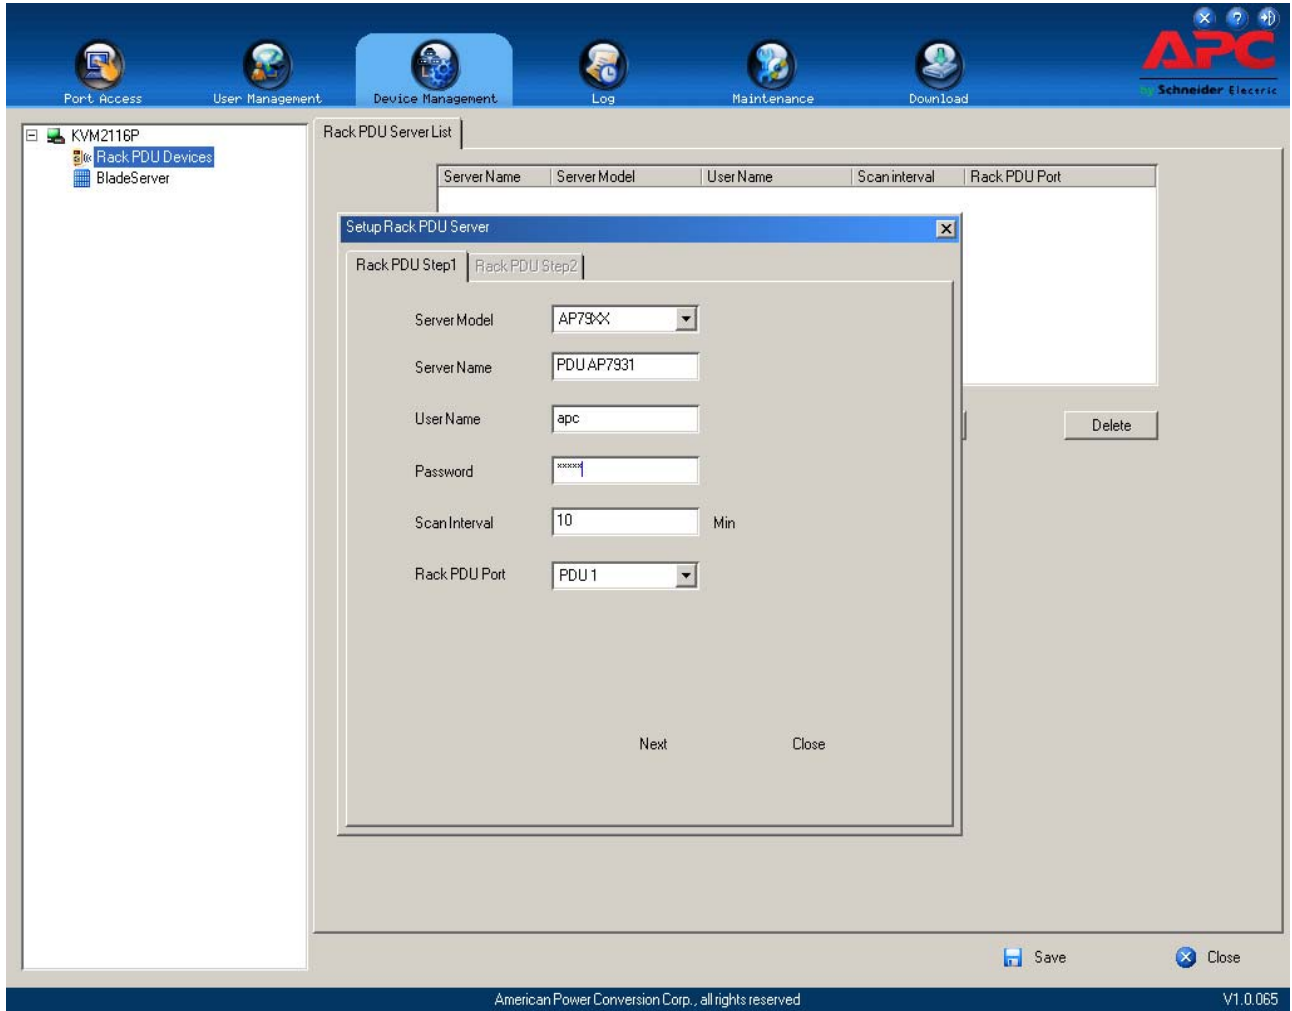 APC
by Schneider Electric
Port Access
User Management
Device Management
Log
Maintenance
Download
KVM2116P
Rack PDU Devices
BladeServer
Rack PDU Server List
Server Name
Server Model
User Name
Scan interval
Rack PDU Port
Setup Rack PDU Server
Rack PDU Step1
Rack PDU Step2
Server Model
AP79XX
Server Name
PDU AP7931
User Name
apc
Password
*****
Scan Interval
10
Min
Rack PDU Port
PDU 1
Next
Close
Delete
Save
Close
American Power Conversion Corp., all rights reserved
V1.0.065